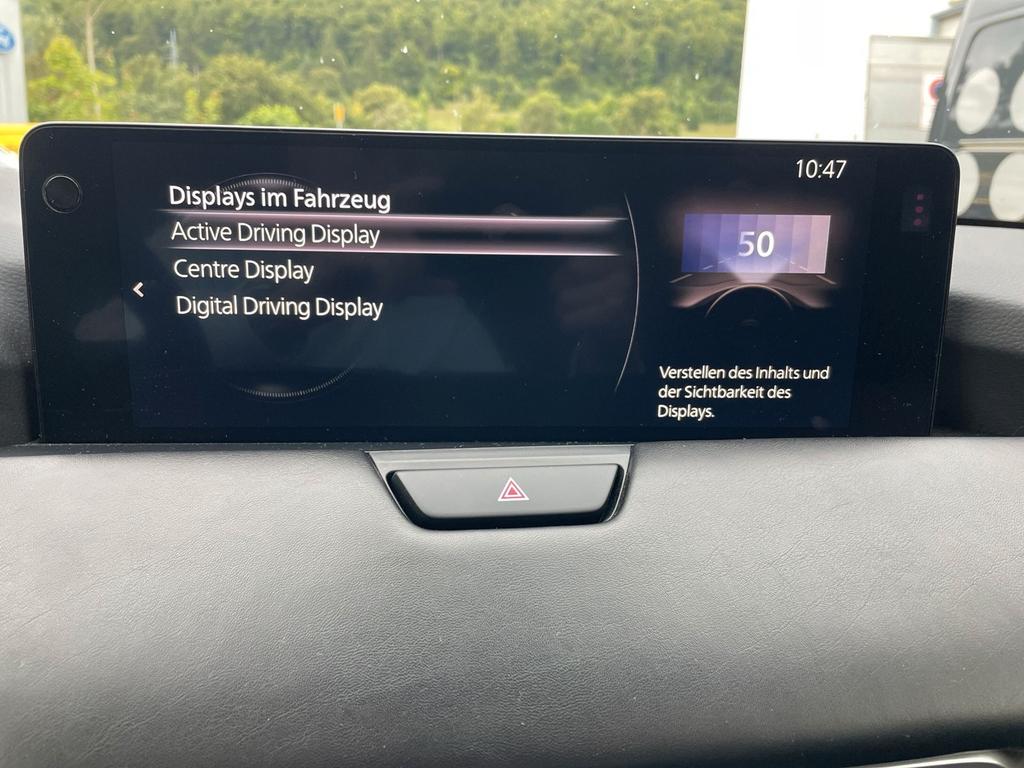 10:47
Displays im Fahrzeug
Active Driving Display
Centre Display
Digital Driving Display
50
Verstellen des Inhalts und
der Sichtbarkeit des
Displays.